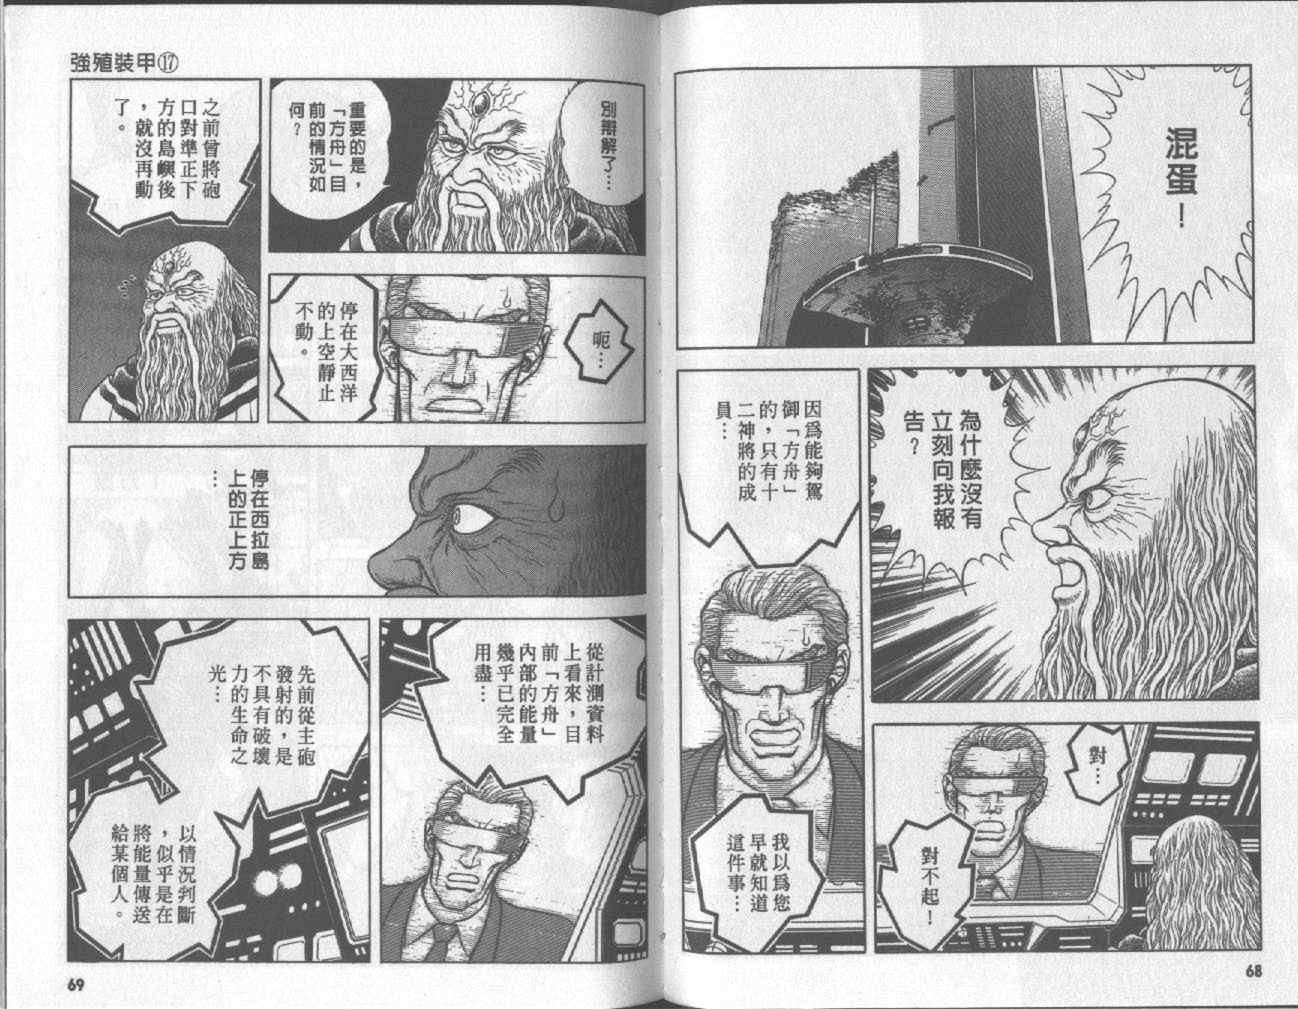 混蛋！
為什麼沒有
立刻向我報
告？
對…
對不起！
因爲能夠駕
御「方舟」
的，只有十
二神將的成
員…
我以爲您
早就知道
這件事…
68
強殖裝甲⑰
別辯解了…
重要的是，
「方舟」目
前的情況如
何？
之前曾將砲
口對準正下
方的島嶼後
，就沒再動
了。
呃…
停在大西洋
的上空靜止
不動。
停在西拉島
上的正上方
…
從計測資料
上看來，目
前「方舟」
內部的能量
幾乎已完全
用盡…
先前從主砲
發射的，是
不具有破壞
力的生命之
光…
以情況判斷
，似乎是在
將能量傳送
給某個人。
69